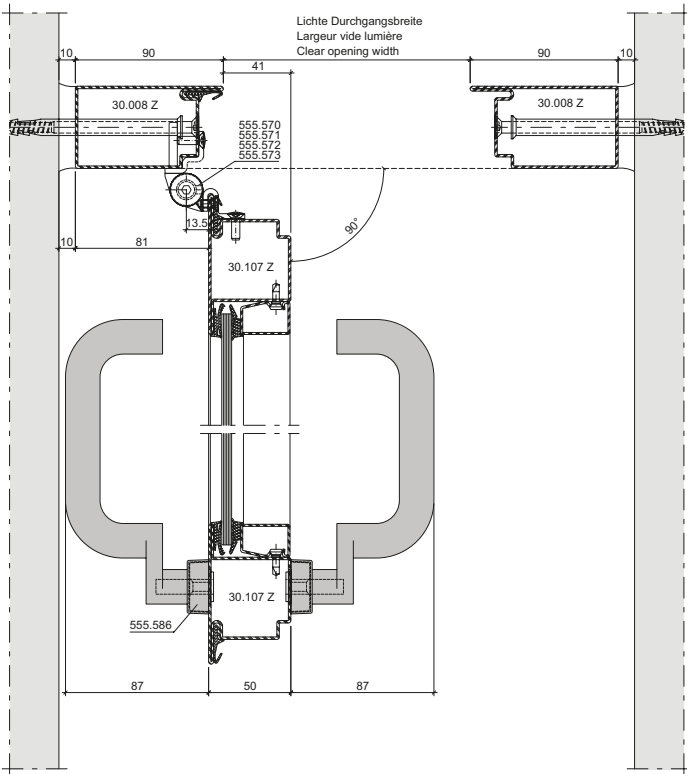 Lichte Durchgangsbreite
Largeur vide lumière
Clear opening width
10 90 90 10
41
30.008 Z 30.008 Z
555.570
555.571
555.572
555.573
13.5
10 81 90°
30.107 Z
30.107 Z
555.586
87 50 87